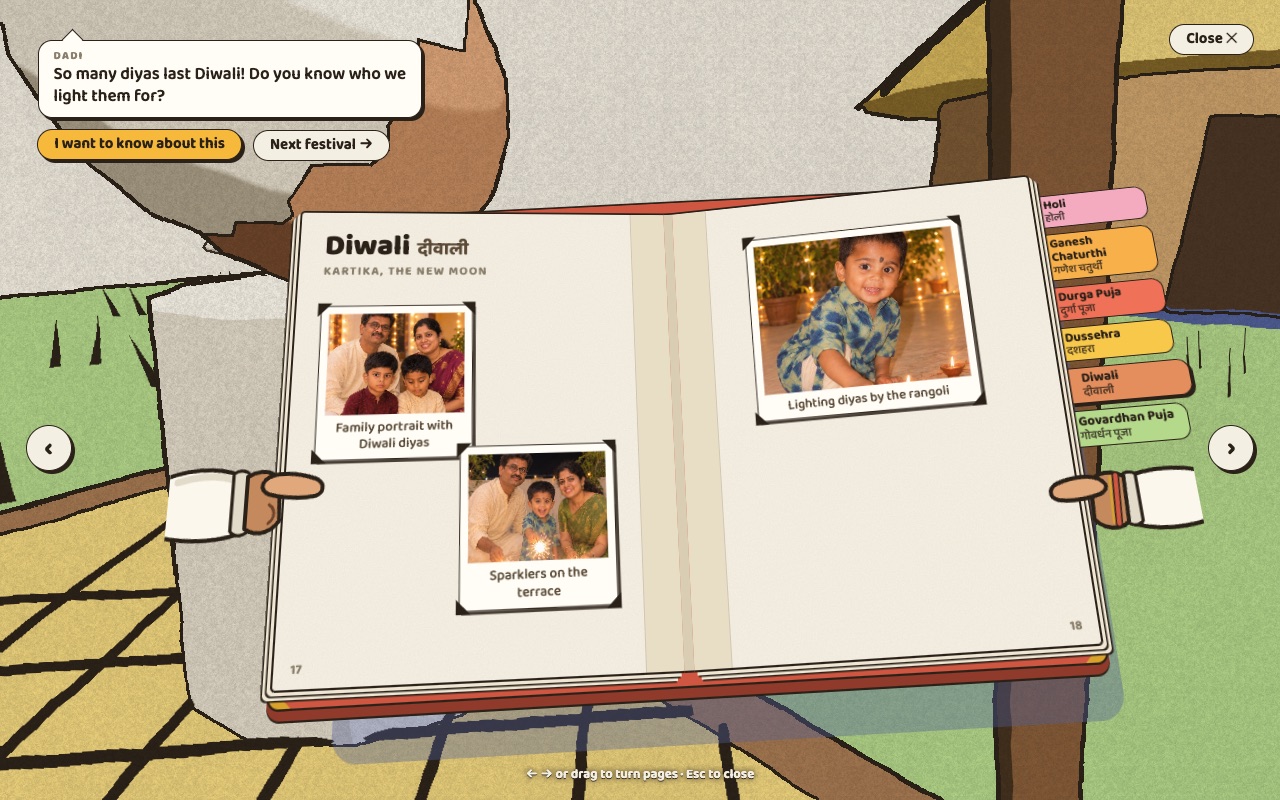 DADI
So many diyas last Diwali! Do you know who we
light them for?
I want to know about this
Next festival →
Close ✕
Diwali दीवाली
KARTIKA, THE NEW MOON
Family portrait with
Diwali diyas
Sparklers on the
terrace
17
Lighting diyas by the rangoli
18
Holi
होली
Ganesh
Chaturthi
गणेश चतुर्थी
Durga Puja
दुर्गा पूजा
Dussehra
दशहरा
Diwali
दीवाली
Govardhan Puja
गोवर्धन पूजा
← → or drag to turn pages · Esc to close